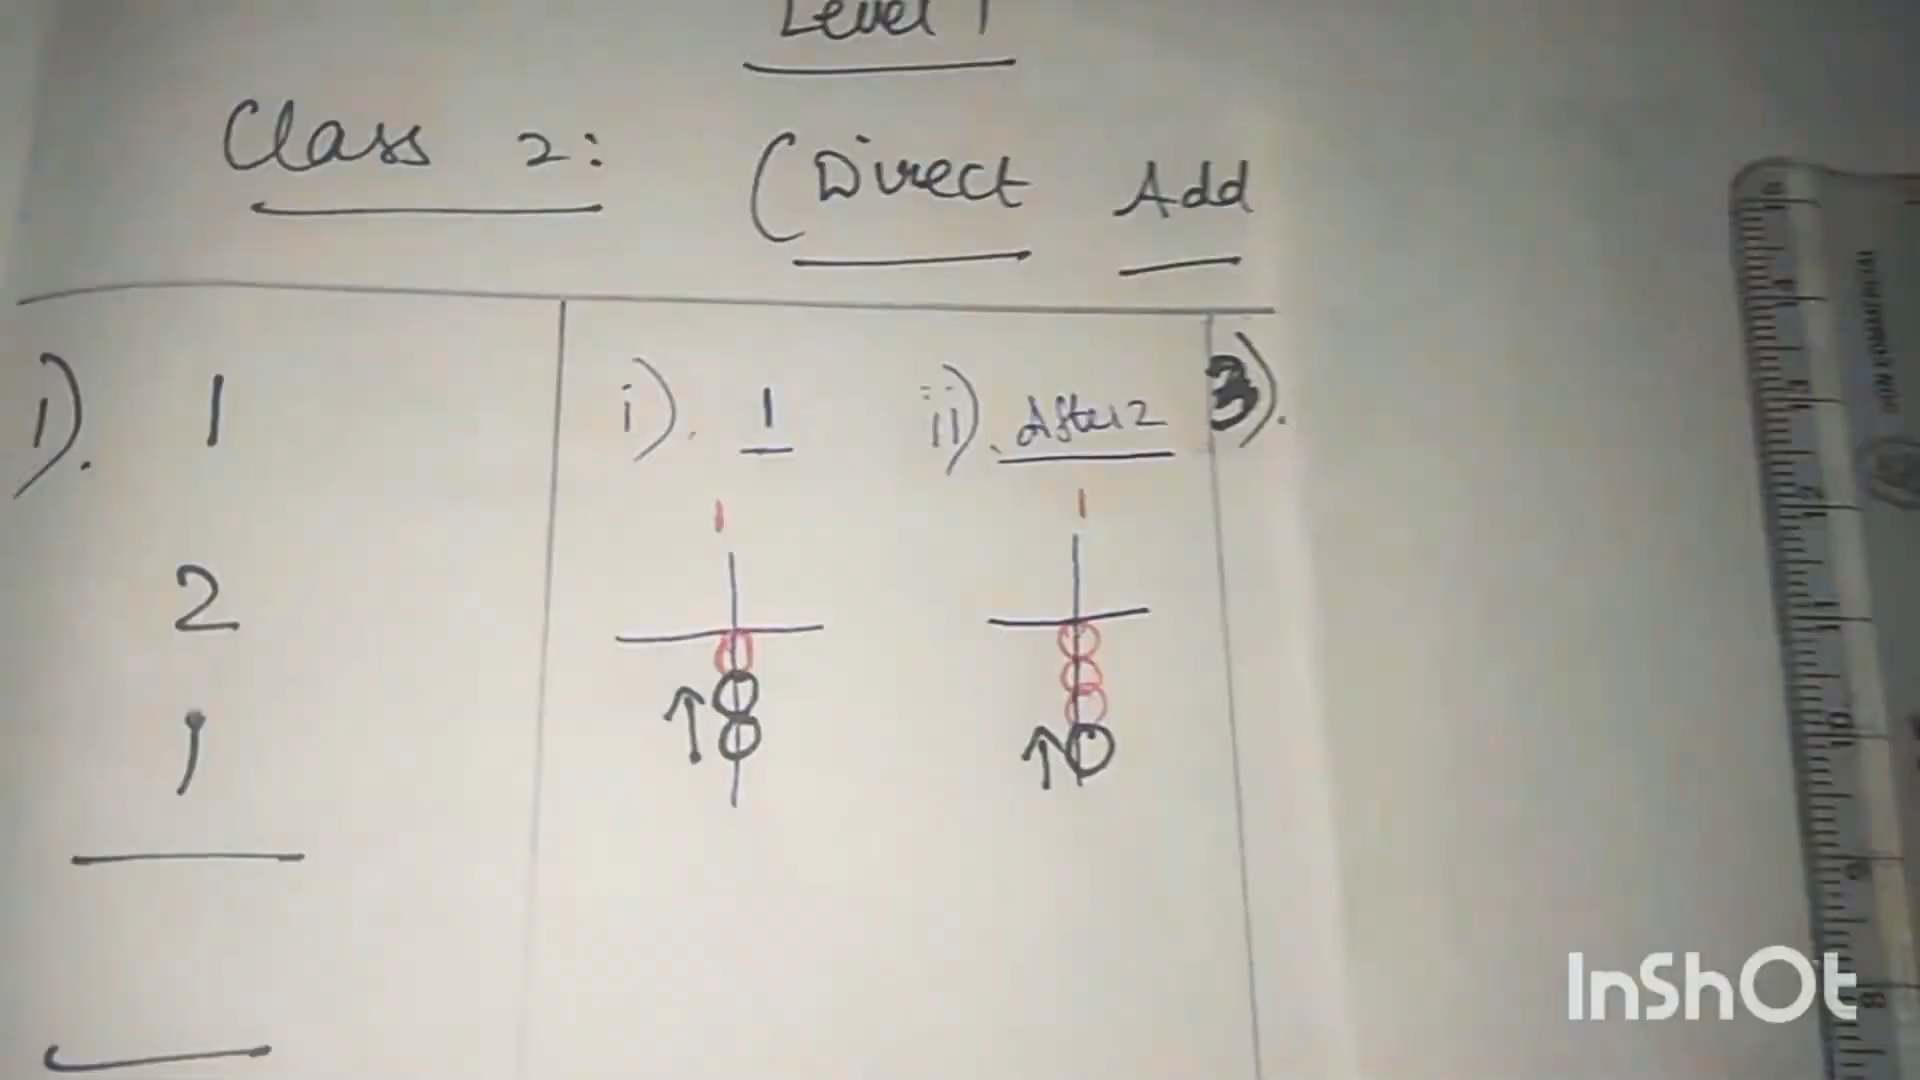 Level 1
Class 2: (Direct Add
1). 1
i). 1 ii). After 2
3).
1 1
2
1
InShOt